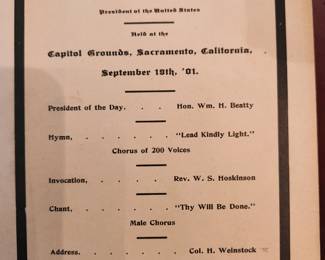 President of the United States
Held at the
Capitol Grounds, Sacramento, California,
September 19th, '01.
President of the Day. . . Hon. Wm. H. Beatty
Hymn, . . . . . . "Lead Kindly Light."
Chorus of 200 Voices
Invocation, . . . . Rev. W. S. Hoskinson
Chant, . . . . . "Thy Will Be Done."
Male Chorus
Address, . . . . . Col. H. Weinstock